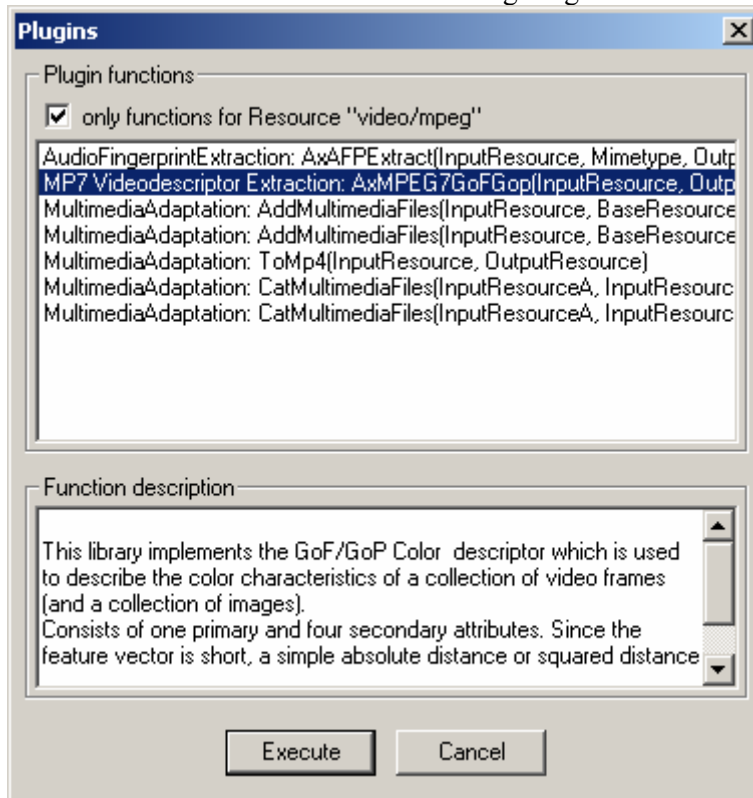 Plugins
Plugin functions
only functions for Resource "video/mpeg"
AudioFingerprintExtraction: AxAFPExtract(InputResource, Mimetype, Outp
MP7 Videodescriptor Extraction: AxMPEG7GoFGop(InputResource, Outp
MultimediaAdaptation: AddMultimediaFiles(InputResource, BaseResource
MultimediaAdaptation: AddMultimediaFiles(InputResource, BaseResource
MultimediaAdaptation: ToMp4(InputResource, OutputResource)
MultimediaAdaptation: CatMultimediaFiles(InputResourceA, InputResourc
MultimediaAdaptation: CatMultimediaFiles(InputResourceA, InputResourc
Function description
This library implements the GoF/GoP Color descriptor which is used
to describe the color characteristics of a collection of video frames
(and a collection of images).
Consists of one primary and four secondary attributes. Since the
feature vector is short, a simple absolute distance or squared distance
Execute Cancel